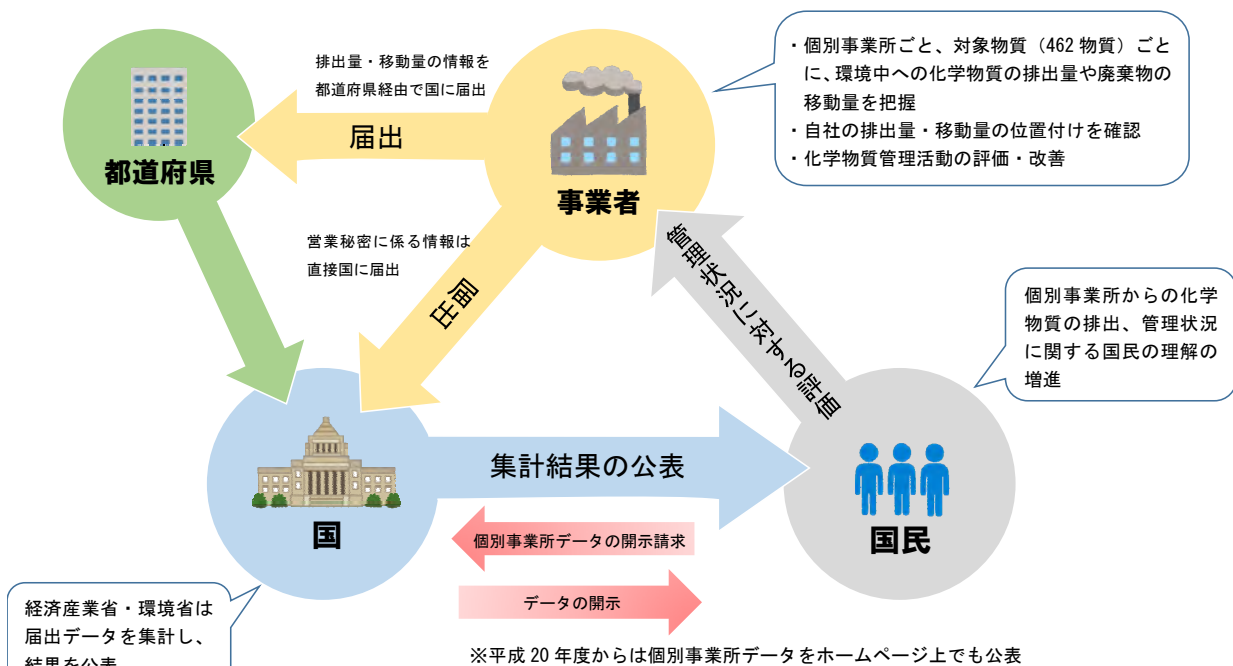 排出量・移動量の情報を
都道府県経由で国に届出
届出
都道府県
事業者
・個別事業所ごと、対象物質（462 物質）ごと
に、環境中への化学物質の排出量や廃棄物の
移動量を把握
・自社の排出量・移動量の位置付けを確認
・化学物質管理活動の評価・改善
営業秘密に係る情報は
直接国に届出
届出
管理状況に対する評価
個別事業所からの化学
物質の排出、管理状況
に関する国民の理解の
増進
国
集計結果の公表
国民
個別事業所データの開示請求
データの開示
経済産業省・環境省は
届出データを集計し、
結果を公表
※平成 20 年度からは個別事業所データをホームページ上でも公表